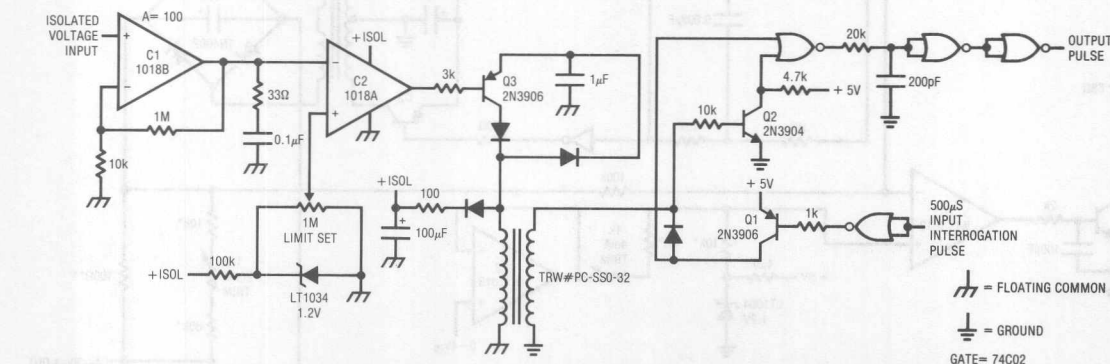 ISOLATED
VOLTAGE
INPUT
A= 100
+
−
C1
1018B
1M
10k
33Ω
0.1µF
+ISOL
−
+
C2
1018A
3k
Q3
2N3906
1µF
1M
LIMIT SET
+ISOL
100k
LT1034
1.2V
+ISOL
+
100µF
100
TRW#PC-SSO-32
10k
Q2
2N3904
4.7k
+ 5V
20k
200pF
OUTPUT
PULSE
+ 5V
Q1
2N3906
1k
500µS
INPUT
INTERROGATION
PULSE
= FLOATING COMMON
= GROUND
GATE= 74C02